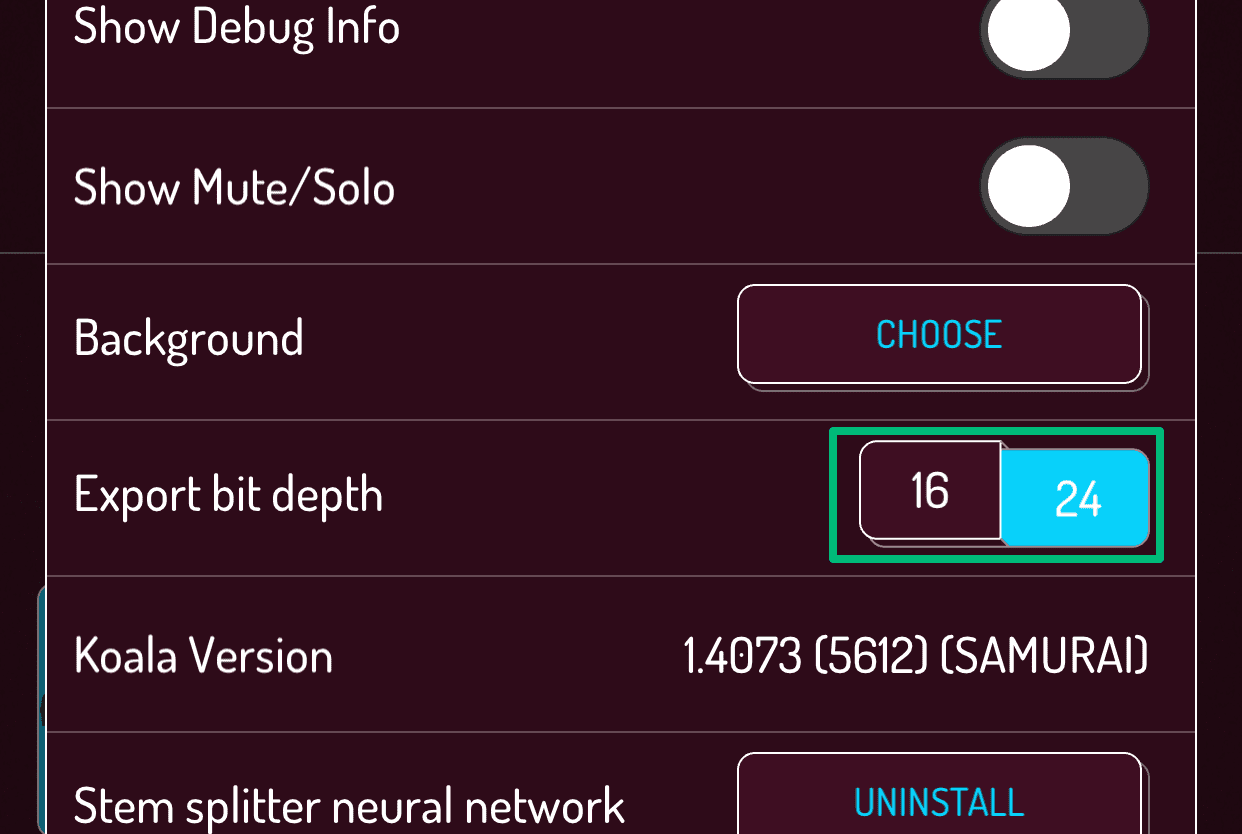 Show Debug Info
Show Mute/Solo
Background
CHOOSE
Export bit depth
16
24
Koala Version
1.4073 (5612) (SAMURAI)
Stem splitter neural network
UNINSTALL